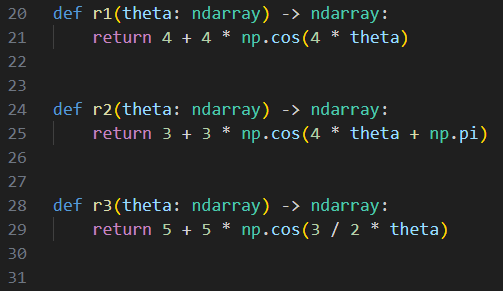 20 def r1(theta: ndarray) -> ndarray:
21     return 4 + 4 * np.cos(4 * theta)
22
23
24 def r2(theta: ndarray) -> ndarray:
25     return 3 + 3 * np.cos(4 * theta + np.pi)
26
27
28 def r3(theta: ndarray) -> ndarray:
29     return 5 + 5 * np.cos(3 / 2 * theta)
30
31